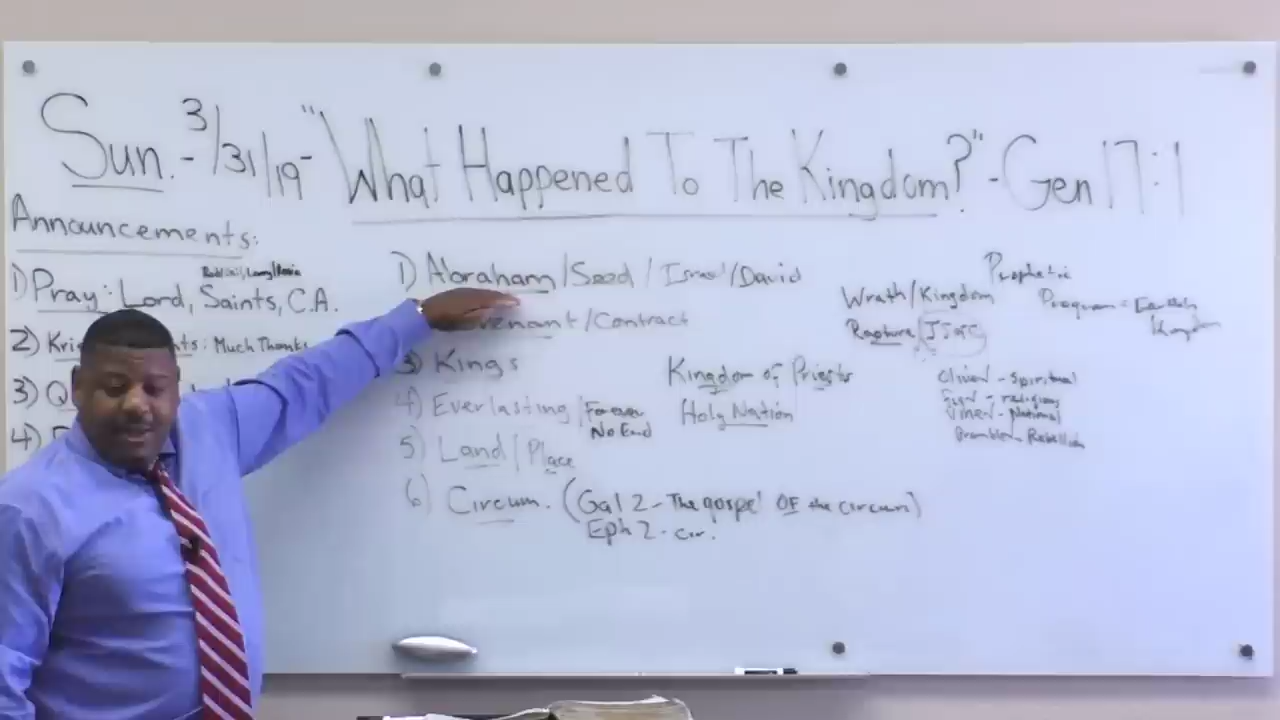 Sun. - 3/31/19 - "What Happened To The Kingdom?" - Gen 17:1
Announcements:
1) Pray: Lord, Saints, C.A.
2) : Much Thanks
3) Q
4)
1) Abraham/Seed/Israel/David
/Contract
3) Kings
4) Everlasting/Forever
No End
5) Land/Place
6) Circum. (Gal 2 - The gospel OF the circum)
Eph 2 - cir.
Kingdom of Priests
Holy Nation
Wrath/Kingdom
Rapture/
Prophetic
Program = Earthly
Kingdom
Olive - spiritual
Fig - religious
Vine - National
Bramble - Rebellion